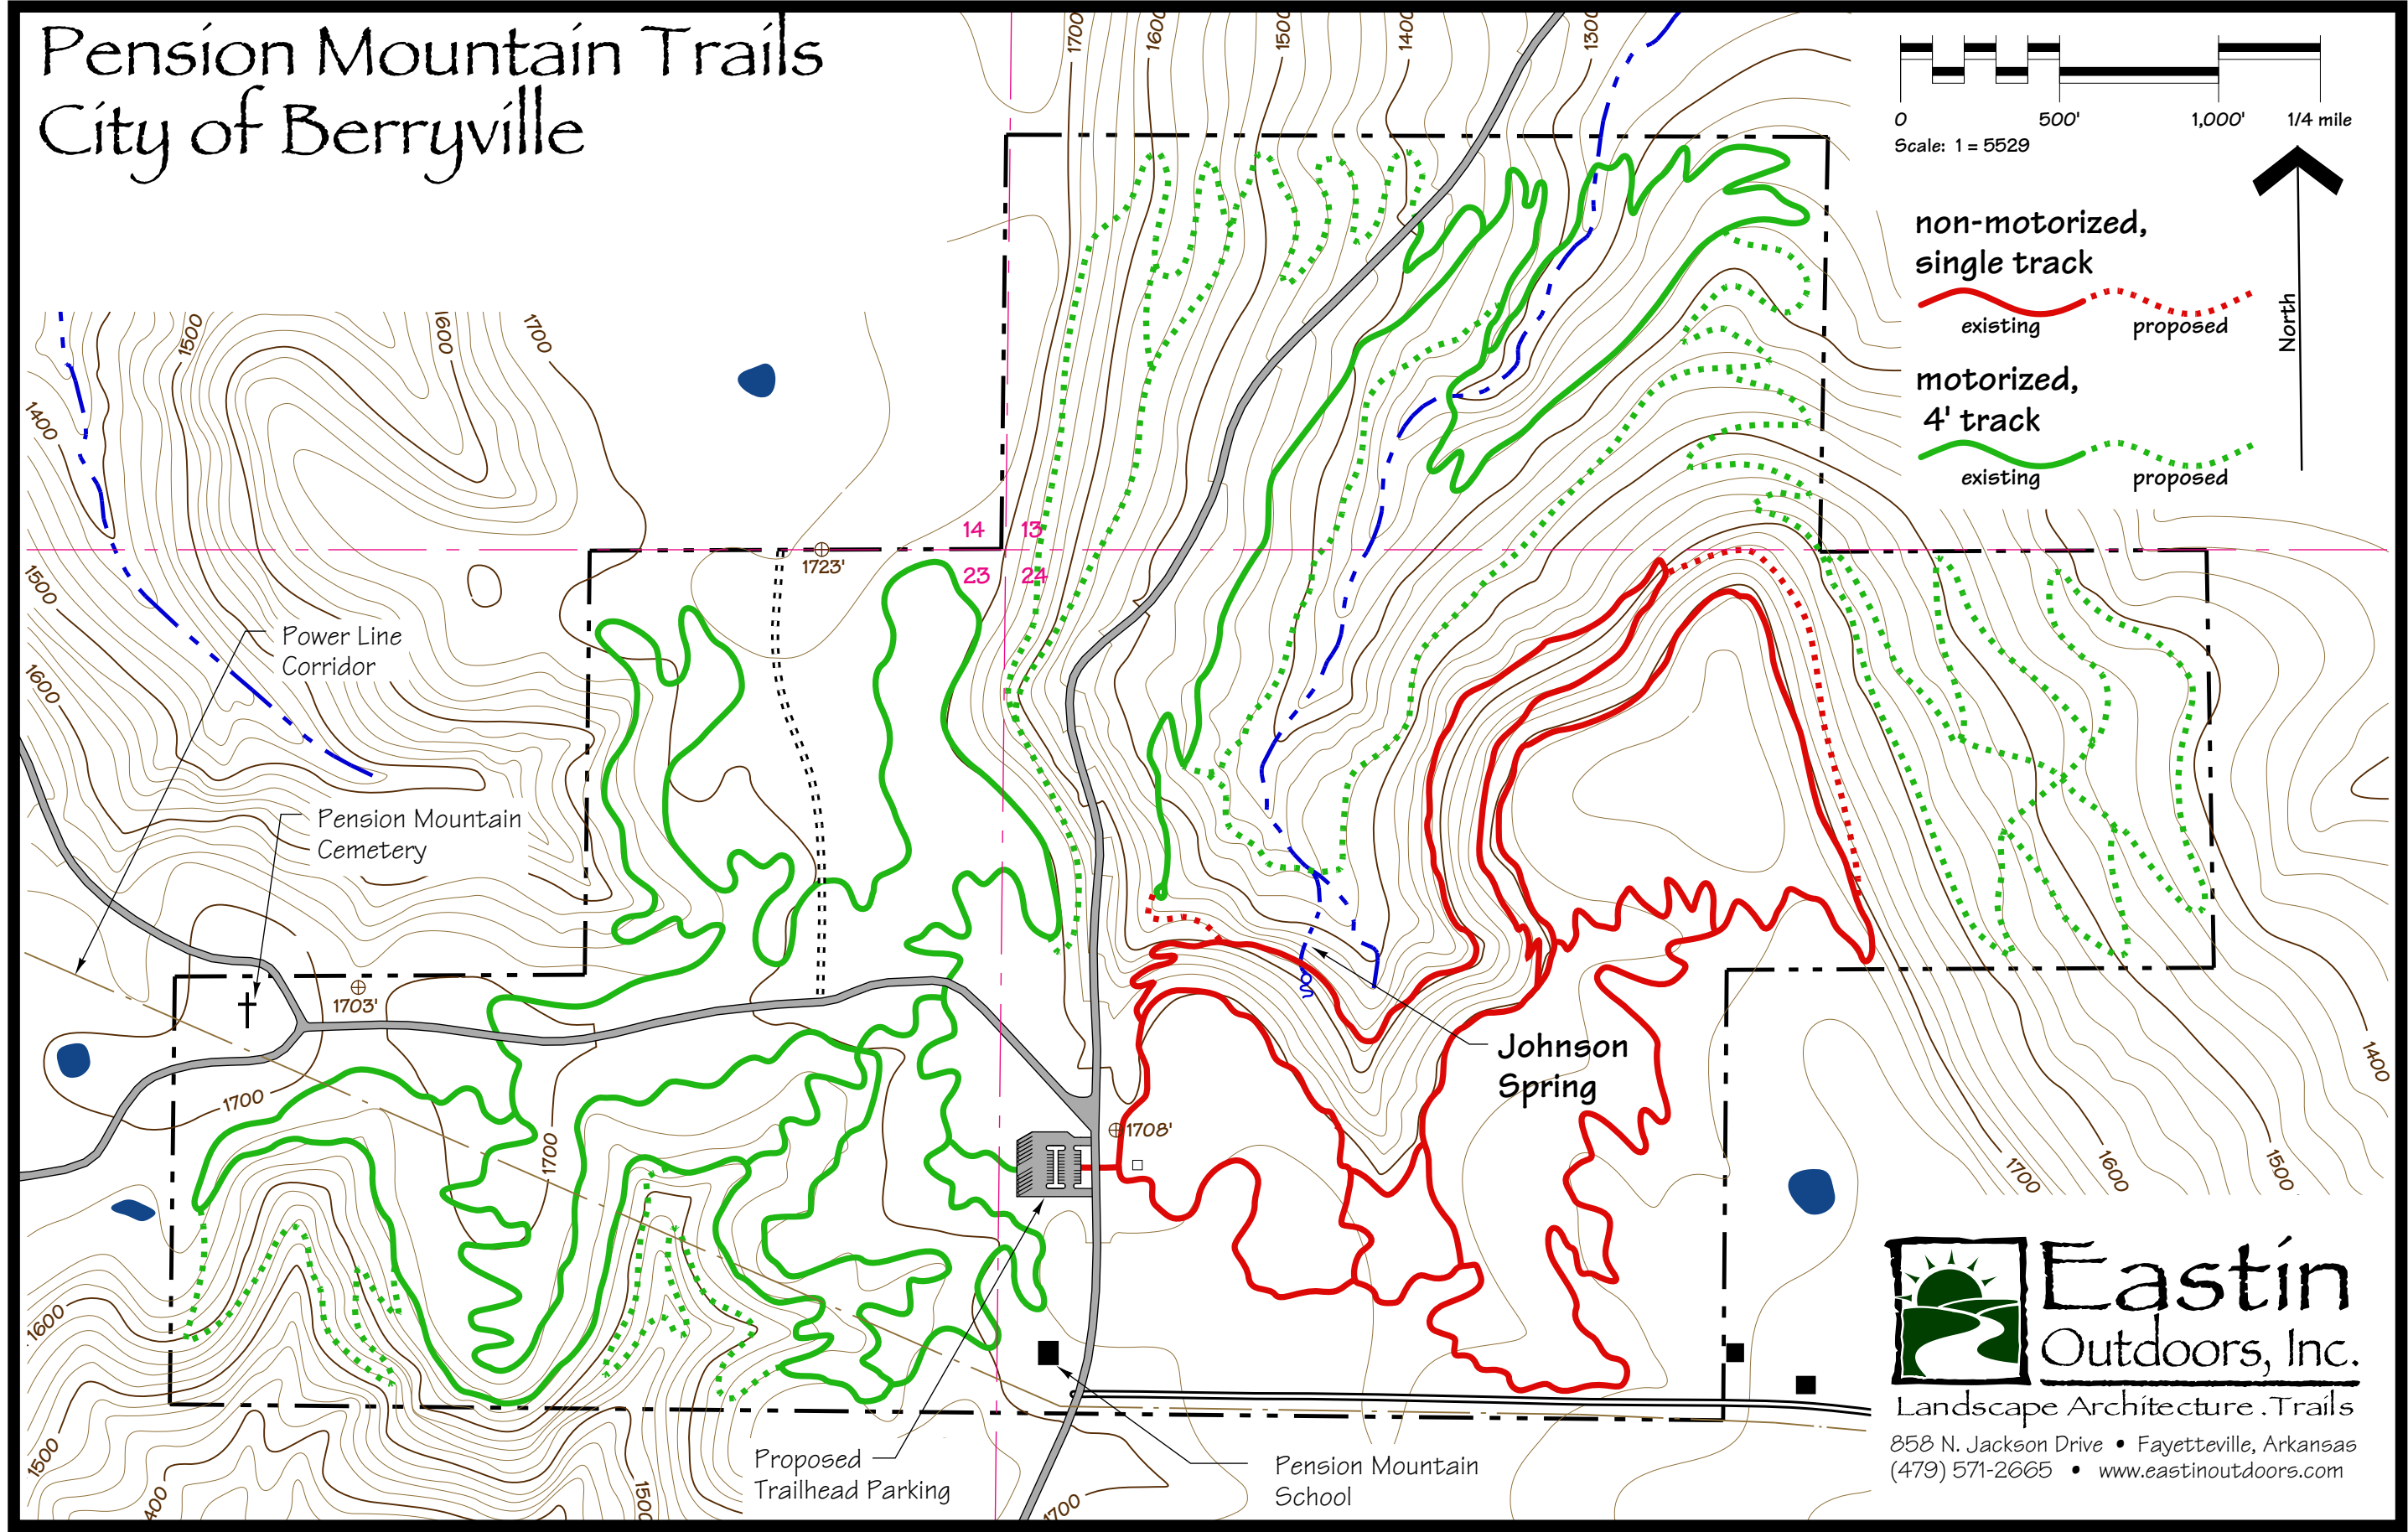 Pension Mountain Trails
City of Berryville
1700
1600
1500
1400
1300
0 500' 1,000' 1/4 mile
Scale: 1 = 5529
non-motorized,
single track
existing proposed
motorized,
4' track
existing proposed
North
1500
1600
1700
1400
14 13
23 24
1723'
1500
1600
Power Line
Corridor
Pension Mountain
Cemetery
1703'
1700
1700
1708'
Johnson
Spring
1400
1700
1600
1500
1600
1500
400
1500
1700
Proposed
Trailhead Parking
Pension Mountain
School
Eastin
Outdoors, Inc.
Landscape Architecture . Trails
858 N. Jackson Drive • Fayetteville, Arkansas
(479) 571-2665 • www.eastinoutdoors.com